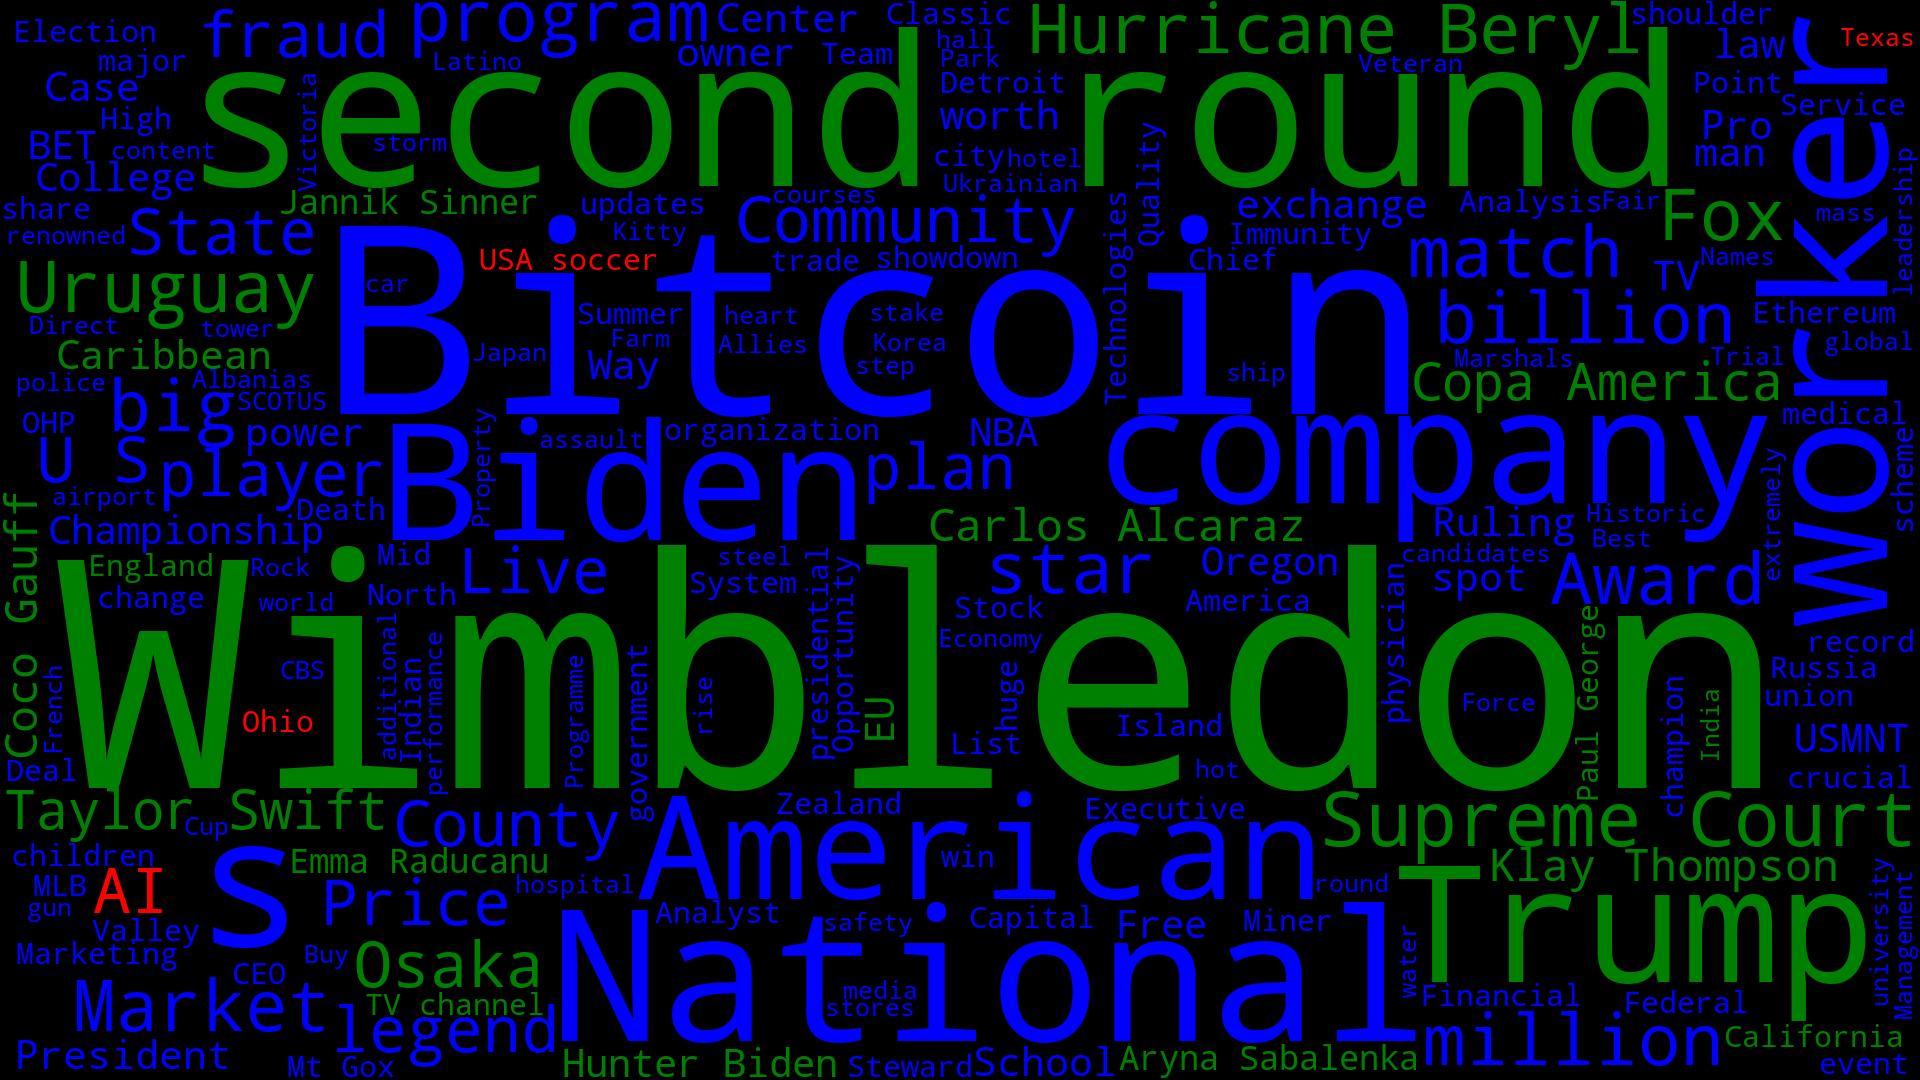 Election
fraud
program
Center
Classic
Hurricane Beryl
shoulder
Texas
major
Latino
owner
Team
hall
Park
Veteran
law
Case
Victoria
second round
Detroit
Point
Service
High
worth
Pro
BET
content
storm
city
hotel
Quality
man
worker
College
Ukrainian
leadership
share
Jannik Sinner
updates
courses
exchange
Analysis
Fair
Fox
mass
renowned
State
Kitty
Community
Immunity
match
Names
USA soccer
trade
showdown
Technologies
Chief
TV
Uruguay
car
Bitcoin
billion
Ethereum
Direct
tower
Summer
heart
stake
global
Caribbean
Japan
Farm
Allies
Korea
Marshals
Trial
police
Albanias
Way
step
ship
Copa America
big
SCOTUS
medical
OHP
power
assault
organization
NBA
company
U S
player
Biden
plan
extremely
scheme
airport
Death
Property
Championship
Carlos Alcaraz
Ruling
Historic
Best
Coco Gauff
England
Rock
Mid
Live
steel
star
Oregon
candidates
change
world
North
System
presidential
Opportunity
Stock
America
physician
spot
Award
Wimbledon
CBS
Economy
record
French
additional
Indian
performance
Programme
government
rise
EU
huge
Paul George
Russia
union
Ohio
List
Island
Force
champion
India
USMNT
Deal
hot
crucial
Taylor Swift
Cup
County
Zealand
Executive
Supreme Court
children
s
Emma Raducanu
American
win
Klay Thompson
MLB
AI
gun
Price
hospital
round
Trump
university
Management
Valley
Analyst
safety
Capital
Free
Miner
Marketing
CEO
Buy
Osaka
National
water
Market
TV channel
media
stores
Financial
Federal
legend
million
California
President
Mt Gox
Hunter Biden
Steward
School
Aryna Sabalenka
event